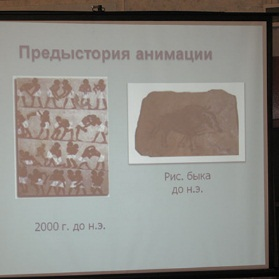 Предыстория анимации
Рис. быка
до н.э.
2000 г. до н.э.